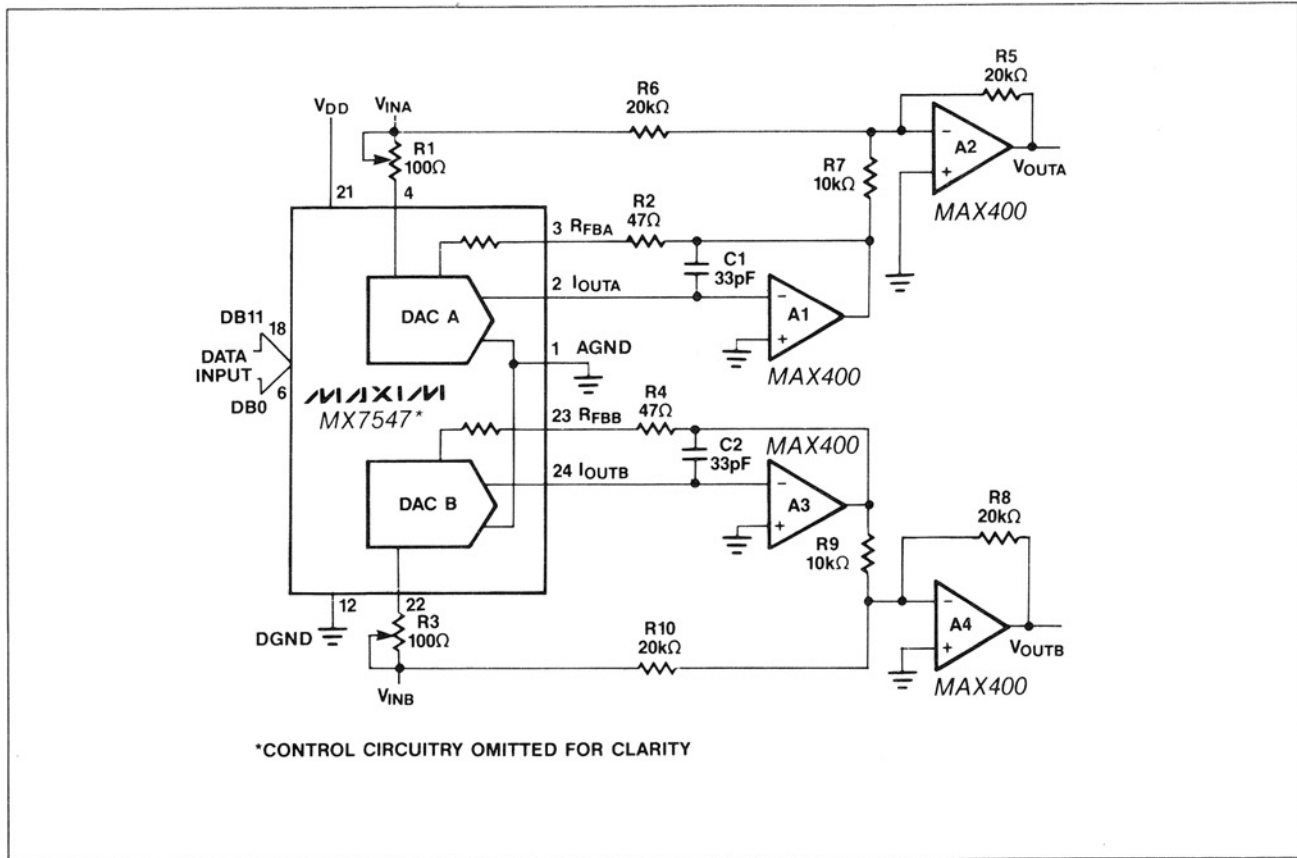 R5
20kΩ
R6
20kΩ
VDD
VINA
R1
100Ω
21
4
A2
VOUTA
MAX400
R7
10kΩ
R2
47Ω
3 RFBA
C1
33pF
2 IOUTA
A1
MAX400
DAC A
1 AGND
DB11
18
DATA
INPUT
6
DB0
MAXIM
MX7547*
R4
47Ω
23 RFBB
MAX400
C2
33pF
24 IOUTB
A3
DAC B
R9
10kΩ
R8
20kΩ
12
22
DGND
R3
100Ω
R10
20kΩ
A4
VOUTB
MAX400
VINB
*CONTROL CIRCUITRY OMITTED FOR CLARITY